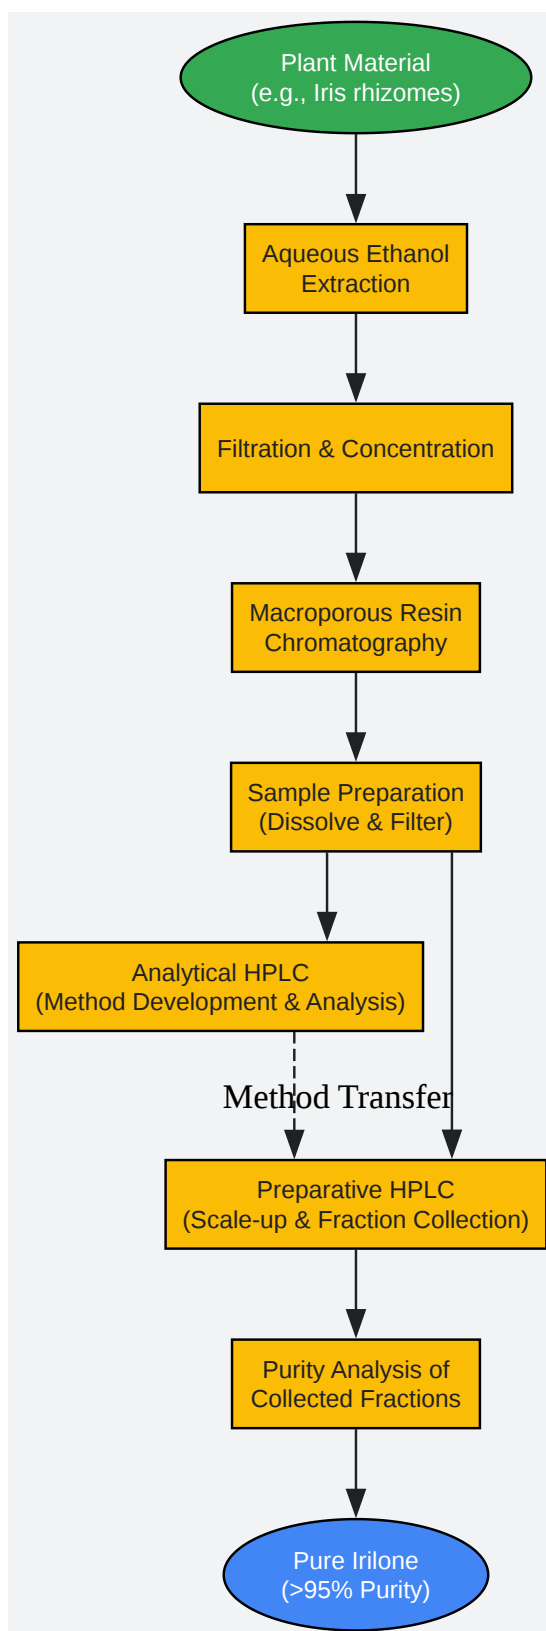 Plant Material
(e.g., Iris rhizomes)
Aqueous Ethanol
Extraction
Filtration & Concentration
Macroporous Resin
Chromatography
Sample Preparation
(Dissolve & Filter)
Analytical HPLC
(Method Development & Analysis)
Method Transfer
Preparative HPLC
(Scale-up & Fraction Collection)
Purity Analysis of
Collected Fractions
Pure Irilone
(>95% Purity)